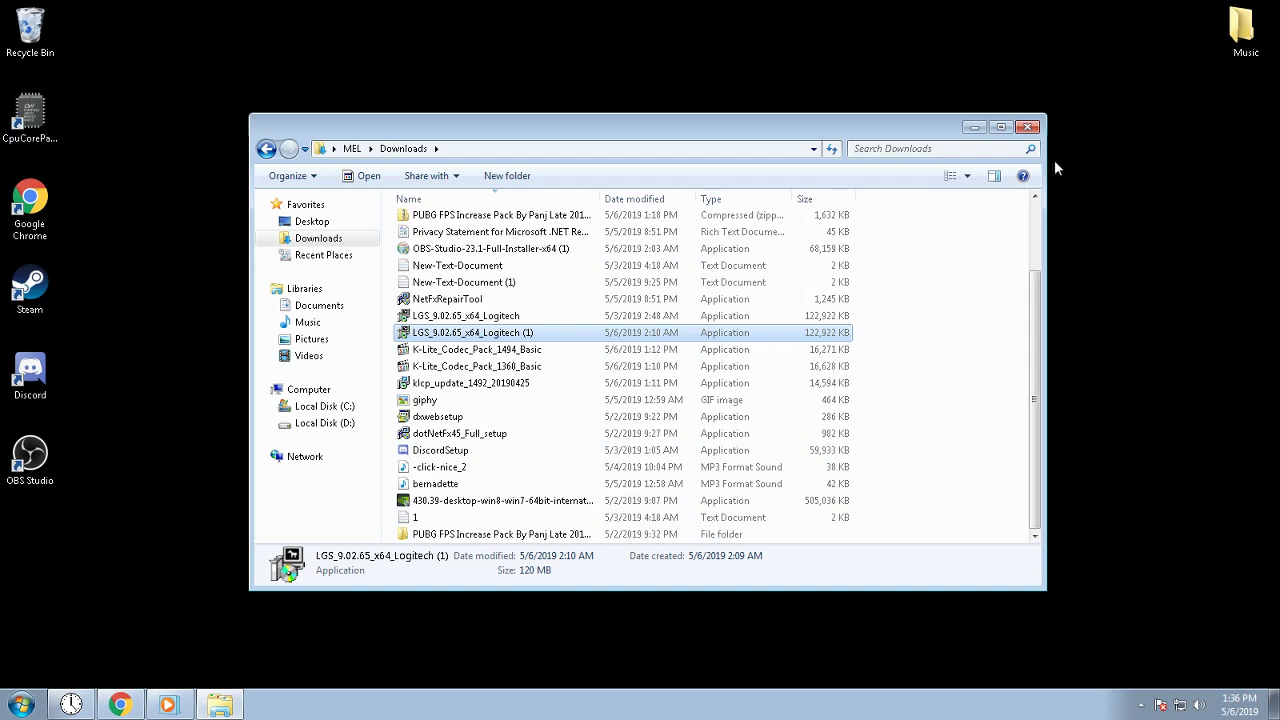 Recycle Bin
CpuCorePa...
Google
Chrome
Steam
Discord
OBS Studio
Music
MEL Downloads
Search Downloads
Organize Open Share with New folder
Favorites
Desktop
Downloads
Recent Places
Libraries
Documents
Music
Pictures
Videos
Computer
Local Disk (C:)
Local Disk (D:)
Network
Name Date modified Type Size
PUBG FPS Increase Pack By Panj Late 201... 5/6/2019 1:18 PM Compressed (zipp... 1,632 KB
Privacy Statement for Microsoft .NET Re... 5/5/2019 8:51 PM Rich Text Docume... 45 KB
OBS-Studio-23.1-Full-Installer-x64 (1) 5/6/2019 2:03 AM Application 68,159 KB
New-Text-Document 5/3/2019 4:18 AM Text Document 2 KB
New-Text-Document (1) 5/5/2019 9:25 PM Text Document 2 KB
NetFxRepairTool 5/5/2019 8:51 PM Application 1,245 KB
LGS_9.02.65_x64_Logitech 5/3/2019 2:48 AM Application 122,922 KB
LGS_9.02.65_x64_Logitech (1) 5/6/2019 2:10 AM Application 122,922 KB
K-Lite_Codec_Pack_1494_Basic 5/6/2019 1:12 PM Application 16,271 KB
K-Lite_Codec_Pack_1360_Basic 5/6/2019 1:10 PM Application 16,628 KB
klcp_update_1492_20190425 5/6/2019 1:11 PM Application 14,594 KB
giphy 5/5/2019 12:59 AM GIF image 464 KB
dxwebsetup 5/2/2019 9:22 PM Application 286 KB
dotNetFx45_Full_setup 5/2/2019 9:27 PM Application 982 KB
DiscordSetup 5/3/2019 1:05 AM Application 59,933 KB
-click-nice_2 5/4/2019 10:04 PM MP3 Format Sound 38 KB
bernadette 5/5/2019 12:58 AM MP3 Format Sound 42 KB
430.39-desktop-win8-win7-64bit-internat... 5/2/2019 9:07 PM Application 505,036 KB
1 5/3/2019 4:18 AM Text Document 2 KB
PUBG FPS Increase Pack By Panj Late 201... 5/2/2019 9:32 PM File folder
LGS_9.02.65_x64_Logitech (1) Date modified: 5/6/2019 2:10 AM Date created: 5/6/2019 2:09 AM
Application Size: 120 MB
1:36 PM
5/6/2019